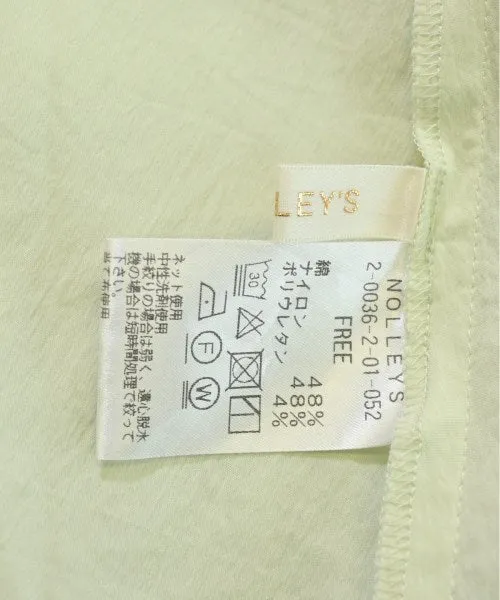 LEY'S
NOLLEYS
2-0036-2-01-052
FREE
綿 48%
ナイロン 48%
ポリウレタン 4%
30
F
W
ネット使用
中性洗剤使用
手絞りの場合は弱く、遠心脱水
機の場合は短時間処理で絞って
下さい。
当て布使用